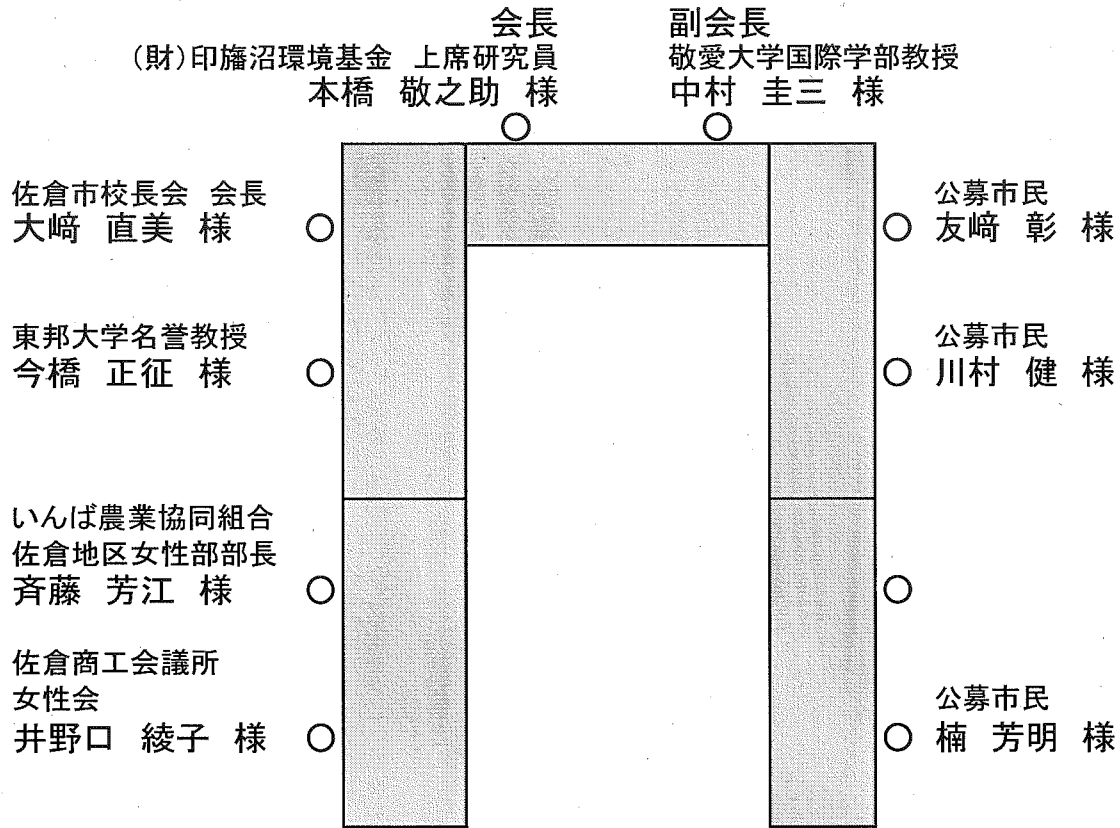 会長
(財)印旛沼環境基金 上席研究員
本橋 敬之助 様
副会長
敬愛大学国際学部教授
中村 圭三 様
佐倉市校長会 会長
大﨑 直美 様
東邦大学名誉教授
今橋 正征 様
いんば農業協同組合
佐倉地区女性部部長
斉藤 芳江 様
佐倉商工会議所
女性会
井野口 綾子 様
公募市民
友﨑 彰 様
公募市民
川村 健 様
公募市民
楠 芳明 様